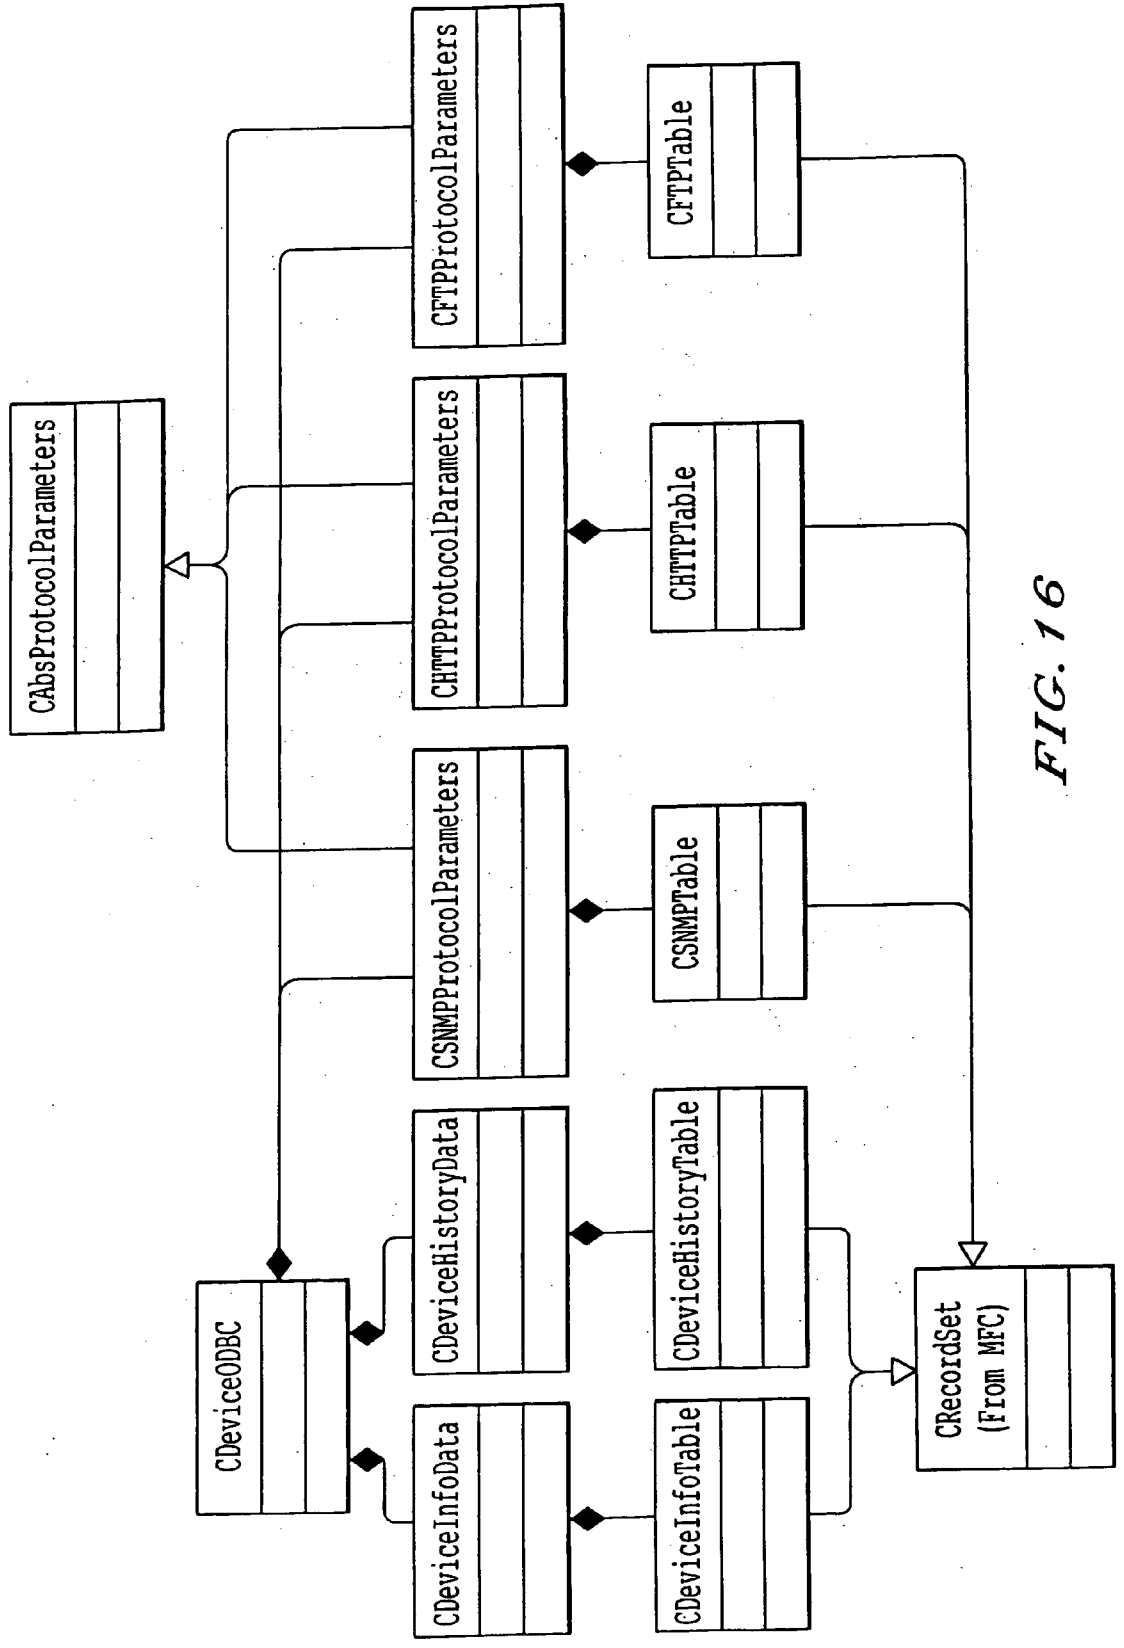 CAbsProtocolParameters
CDeviceODBC
CDeviceInfoData
CDeviceHistoryData
CSNMPProtocolParameters
CHTTPProtocolParameters
CFTPProtocolParameters
CDeviceInfoTable
CDeviceHistoryTable
CSNMPTable
CHTTPTable
CFTPTable
CRecordSet
(From MFC)
FIG. 16